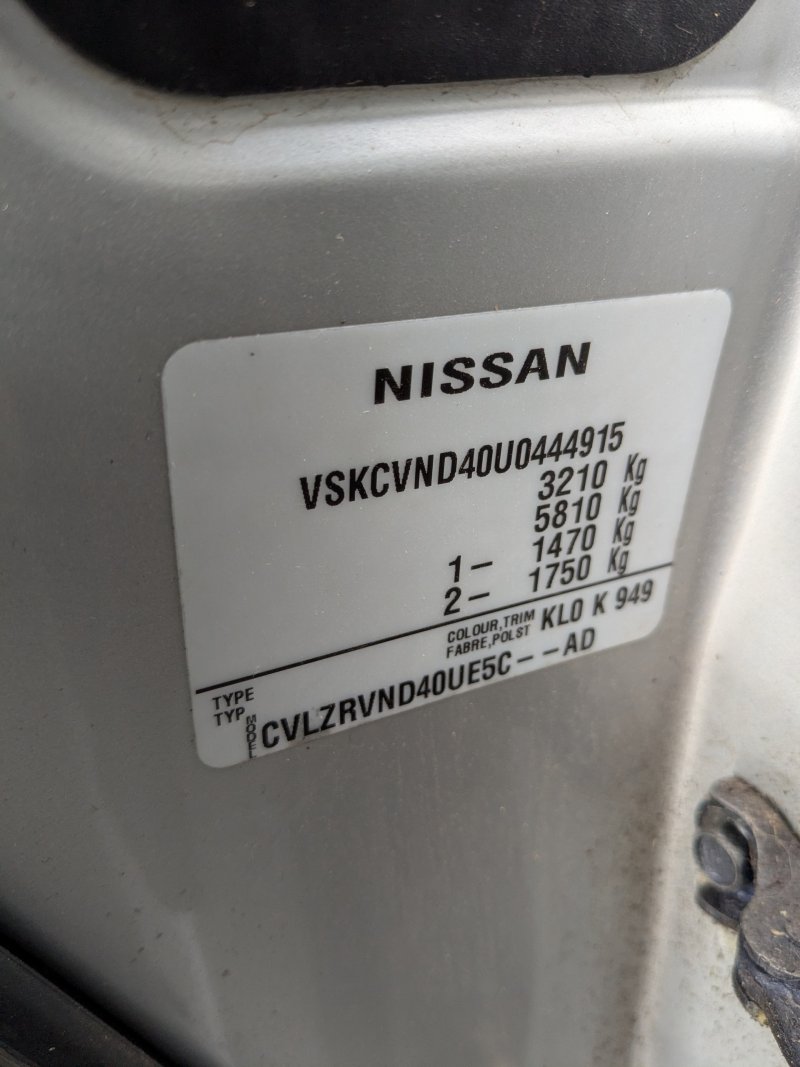 NISSAN
VSKCVND40U0444915
3210 Kg
5810 Kg
1- 1470 Kg
2- 1750 Kg
COLOUR,TRIM
FABRE,POLST
KL0 K 949
TYPE
TYP
MODEL
CVLZRVND40UE5C---AD